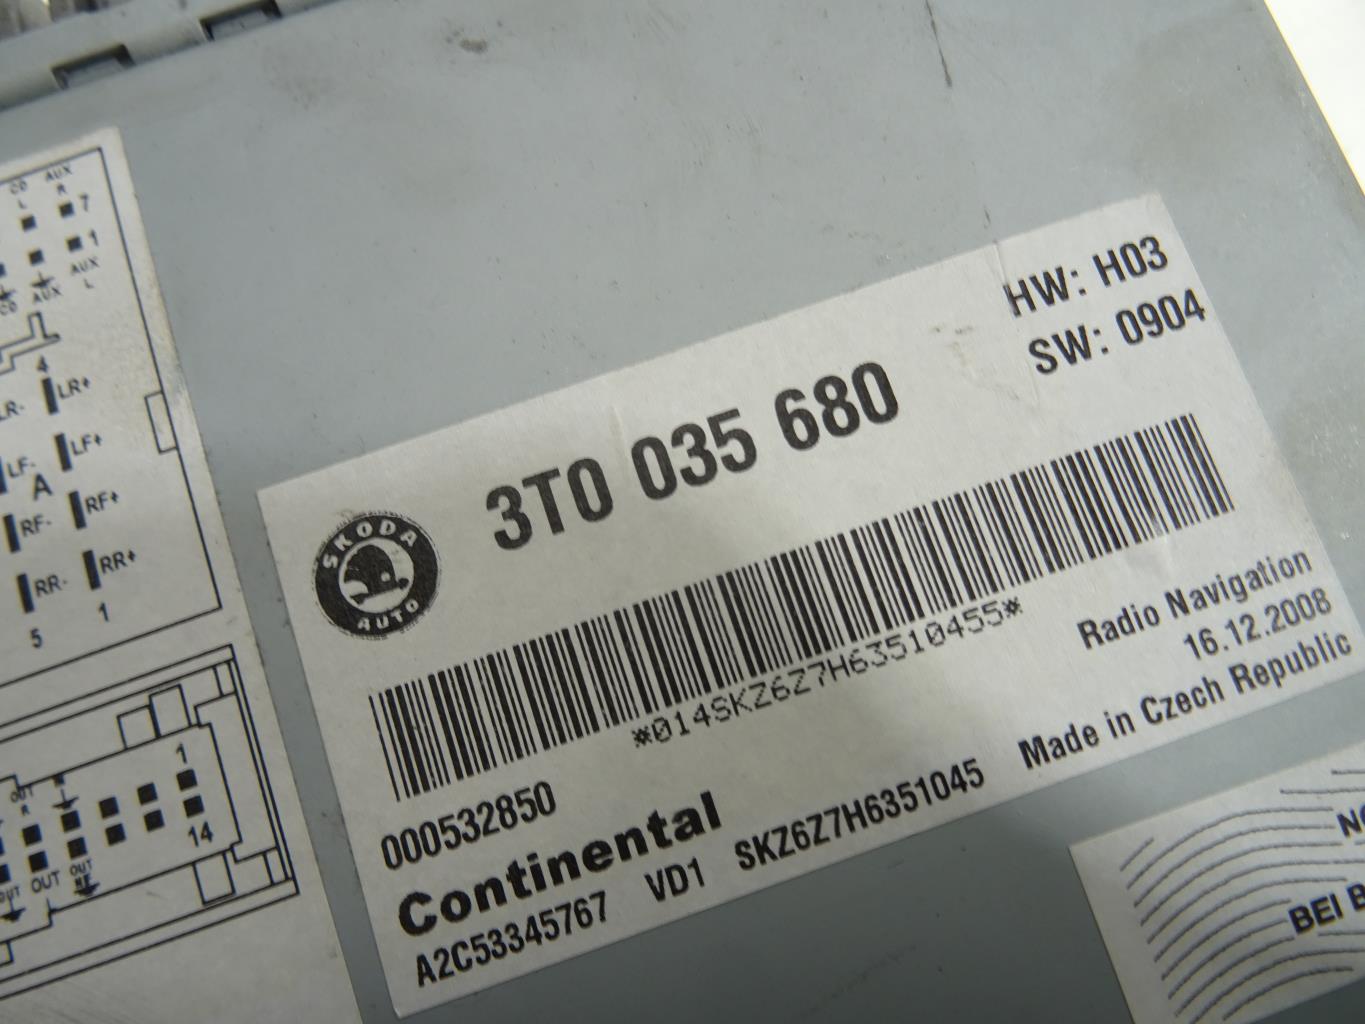 CD AUX
L R
7
1
CD AUX AUX
L
4
LR- LR+
LF- LF+
A
RF- RF+
RR- RR+
5 1
1
14
OUT
R
OUT OUT OUT
HW: H03
SW: 0904
3T0 035 680
SKODA
AUTO
*014SKZ6Z7H63510455*
Radio Navigation
16.12.2008
000532850
Made in Czech Republic
Continental
A2C53345767 VD1 SKZ6Z7H6351045
BEI B